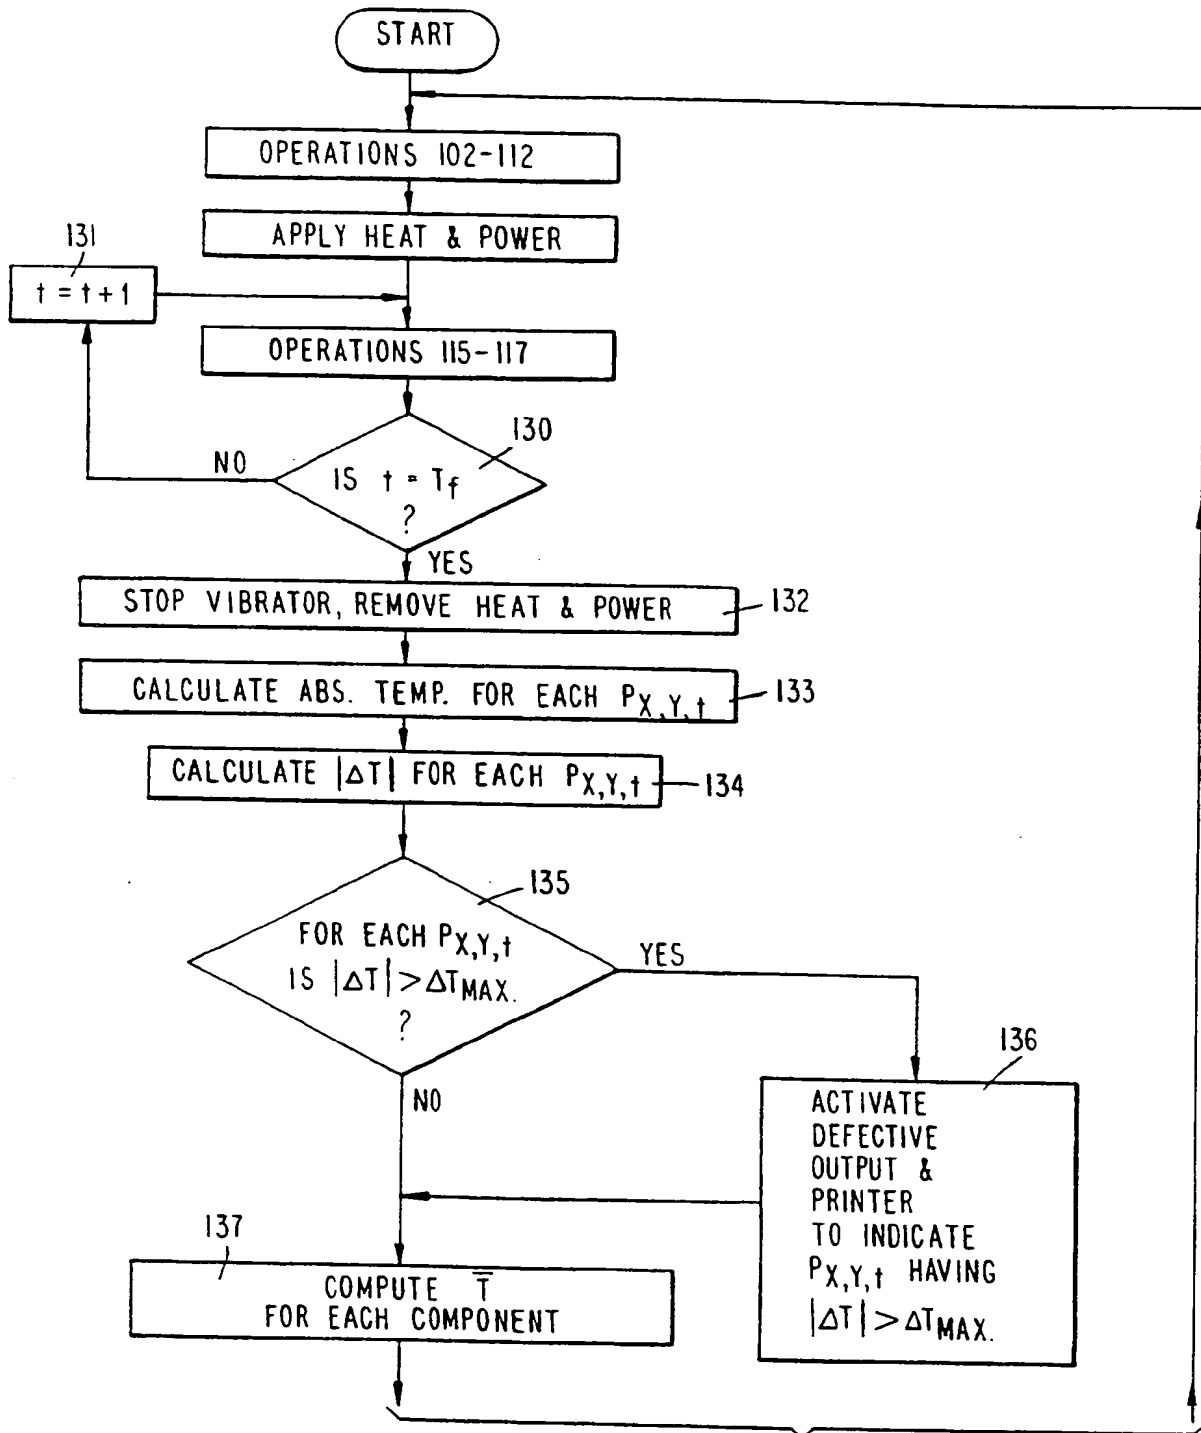 START
OPERATIONS 102-112
APPLY HEAT & POWER
131
t = t + 1
OPERATIONS 115-117
130
NO
IS t = Tf
?
YES
STOP VIBRATOR, REMOVE HEAT & POWER
132
CALCULATE ABS. TEMP. FOR EACH PX,Y,t
133
CALCULATE |ΔT| FOR EACH PX,Y,t
134
135
FOR EACH PX,Y,t
IS |ΔT| > ΔTMAX.
?
YES
NO
136
ACTIVATE
DEFECTIVE
OUTPUT &
PRINTER
TO INDICATE
PX,Y,t HAVING
|ΔT| > ΔTMAX.
137
COMPUTE T̅
FOR EACH COMPONENT